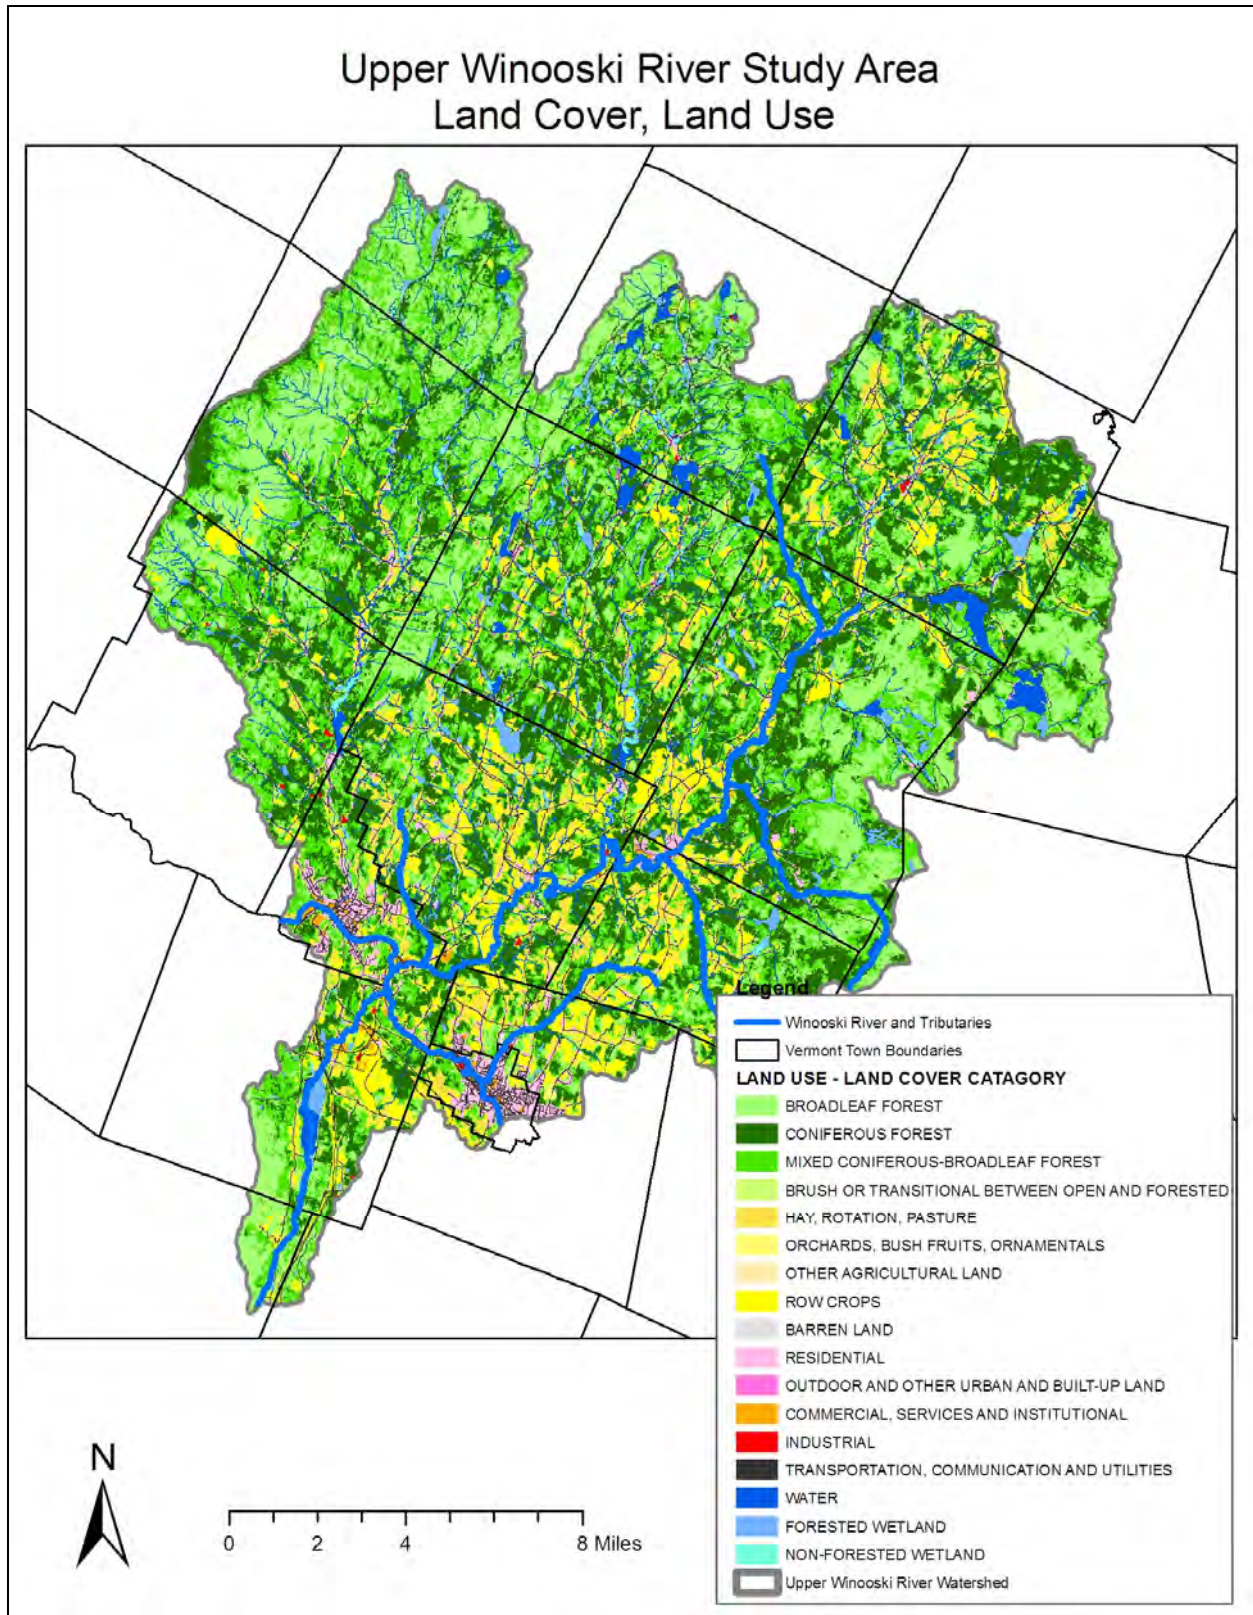 Upper Winooski River Study Area
Land Cover, Land Use
Legend
Winooski River and Tributaries
Vermont Town Boundaries
LAND USE - LAND COVER CATAGORY
BROADLEAF FOREST
CONIFEROUS FOREST
MIXED CONIFEROUS-BROADLEAF FOREST
BRUSH OR TRANSITIONAL BETWEEN OPEN AND FORESTED
HAY, ROTATION, PASTURE
ORCHARDS, BUSH FRUITS, ORNAMENTALS
OTHER AGRICULTURAL LAND
ROW CROPS
BARREN LAND
RESIDENTIAL
OUTDOOR AND OTHER URBAN AND BUILT-UP LAND
COMMERCIAL, SERVICES AND INSTITUTIONAL
INDUSTRIAL
TRANSPORTATION, COMMUNICATION AND UTILITIES
WATER
FORESTED WETLAND
NON-FORESTED WETLAND
Upper Winooski River Watershed
N
0 2 4 8 Miles